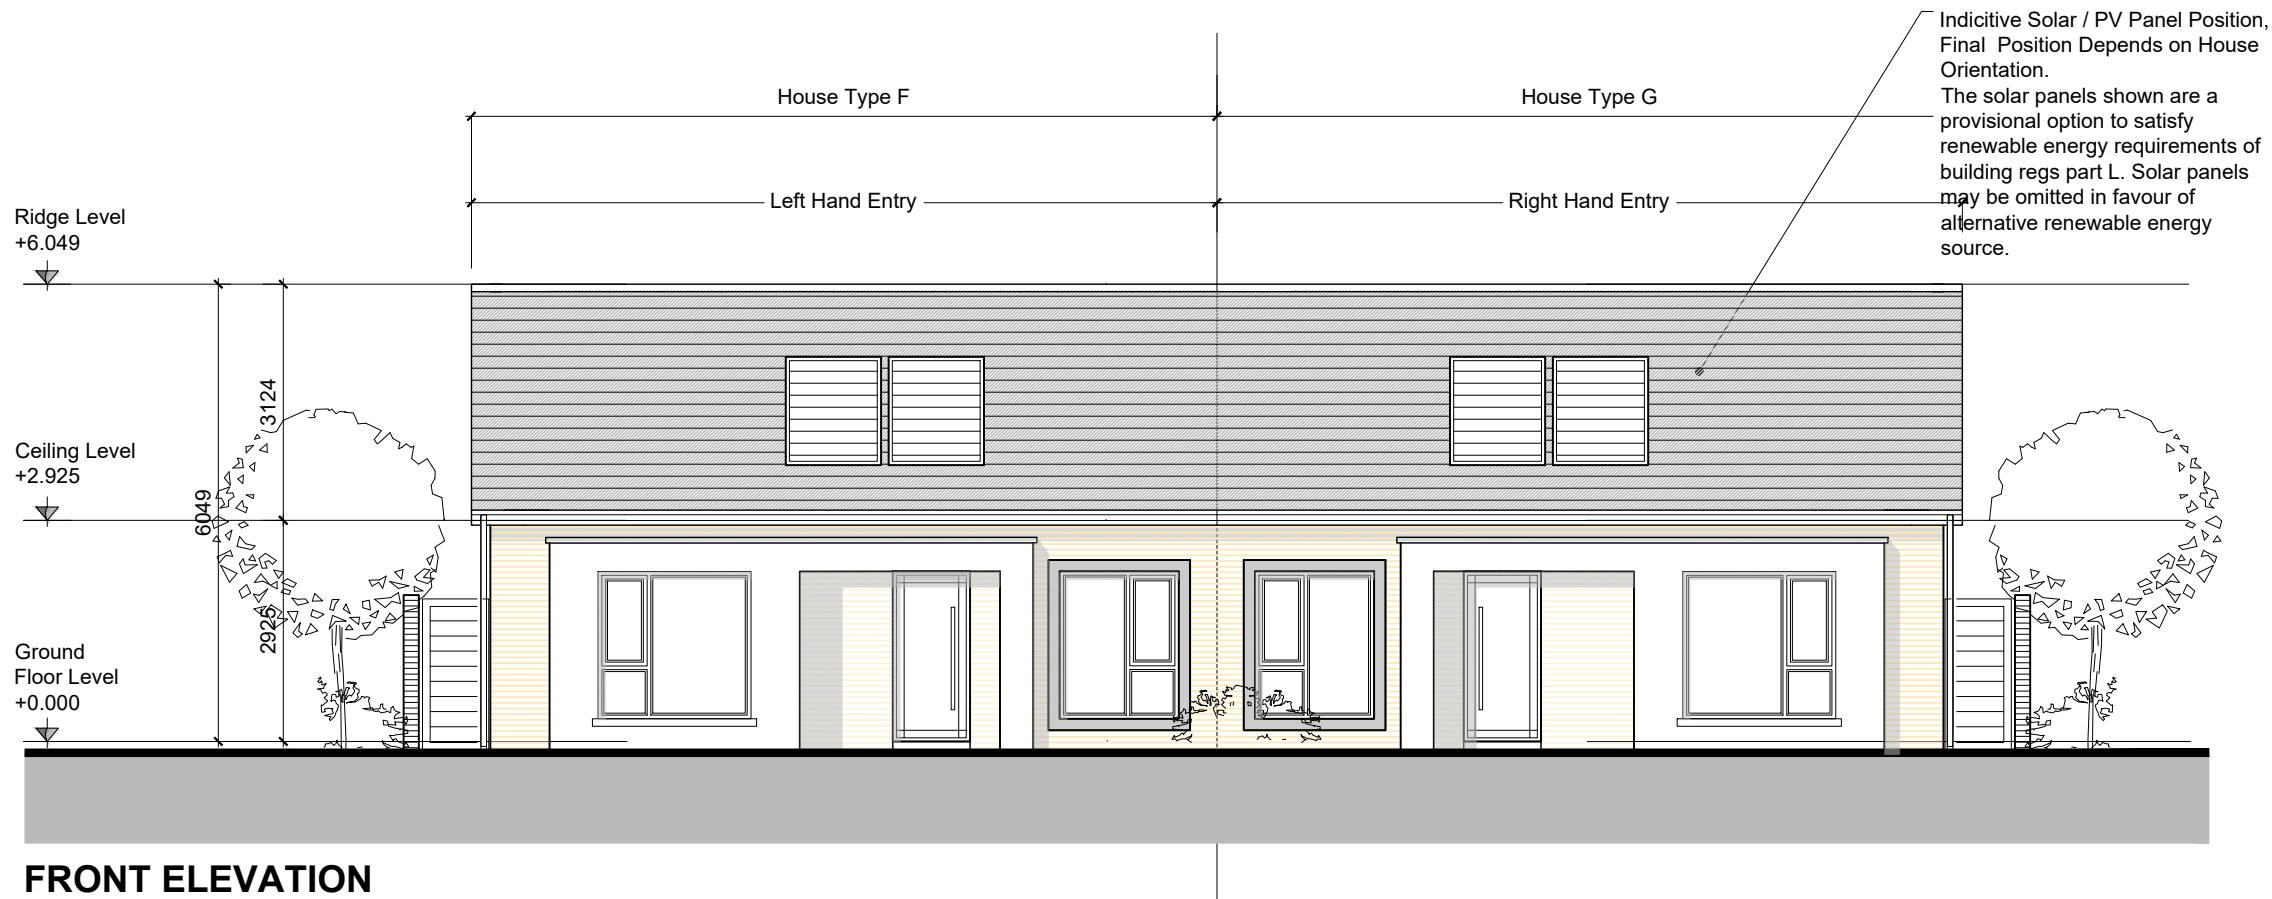 Indicitive Solar / PV Panel Position,
Final Position Depends on House
Orientation.
The solar panels shown are a
provisional option to satisfy
renewable energy requirements of
building regs part L. Solar panels
may be omitted in favour of
alternative renewable energy
source.
House Type F
House Type G
Left Hand Entry
Right Hand Entry
Ridge Level
+6.049
3124
Ceiling Level
+2.925
6049
2925
Ground
Floor Level
+0.000
FRONT ELEVATION